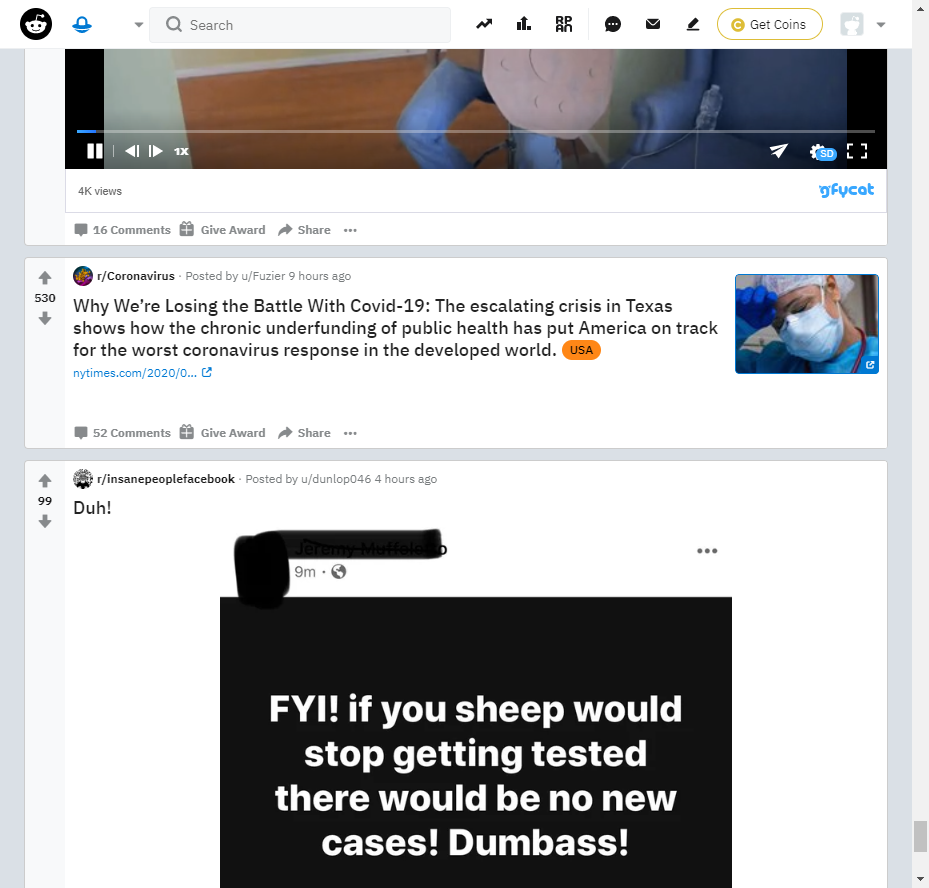 Search
Get Coins
1X
SD
4K views
gfycat
16 Comments Give Award Share
r/Coronavirus · Posted by u/Fuzier 9 hours ago
530
Why We’re Losing the Battle With Covid-19: The escalating crisis in Texas
shows how the chronic underfunding of public health has put America on track
for the worst coronavirus response in the developed world. USA
nytimes.com/2020/0...
52 Comments Give Award Share
r/insanepeoplefacebook · Posted by u/dunlop046 4 hours ago
99
Duh!
9m ·
FYI! if you sheep would
stop getting tested
there would be no new
cases! Dumbass!